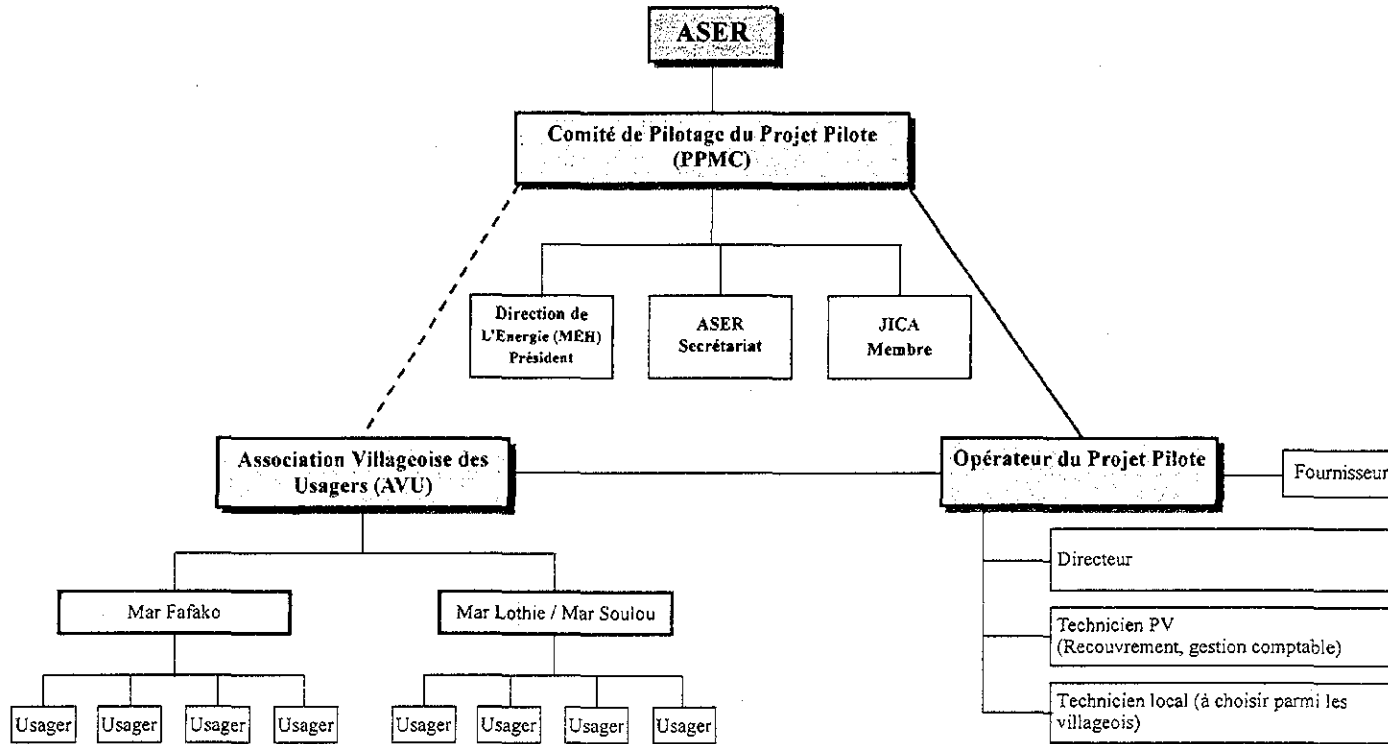 ASER
Comité de Pilotage du Projet Pilote
(PPMC)
Direction de
L'Energie (MEH)
Président
ASER
Secrétariat
JICA
Membre
Association Villageoise des
Usagers (AVU)
Opérateur du Projet Pilote
Fournisseur
Directeur
Technicien PV
(Recouvrement, gestion comptable)
Technicien local (à choisir parmi les
villageois)
Mar Fafako
Mar Lothie / Mar Soulou
Usager
Usager
Usager
Usager
Usager
Usager
Usager
Usager